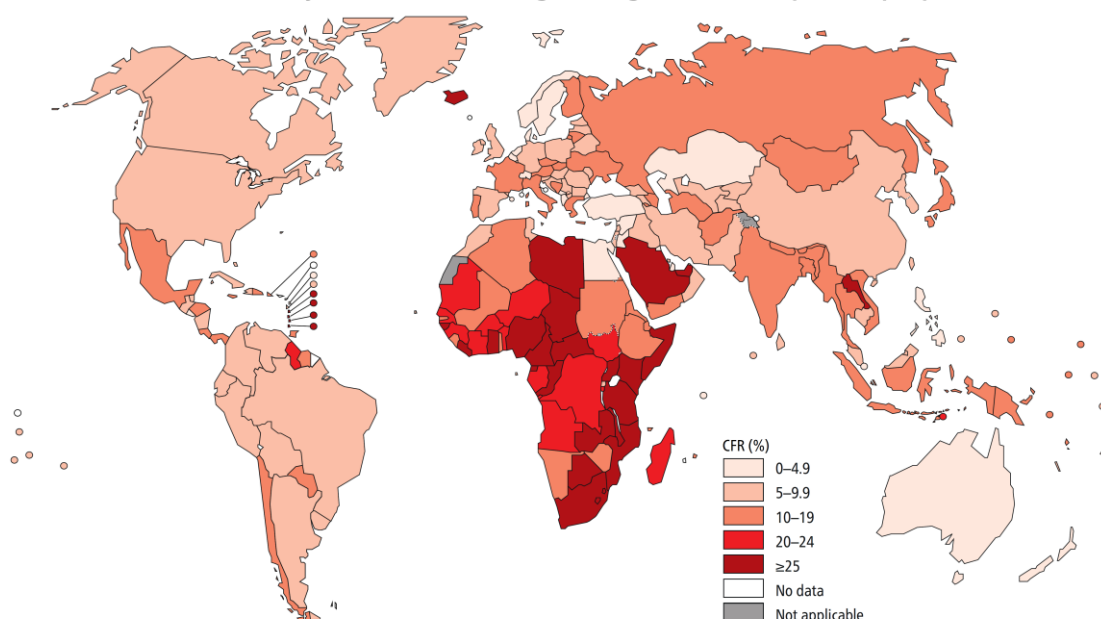 CFR (%)
0–4.9
5–9.9
10–19
20–24
≥25
No data
Not applicable